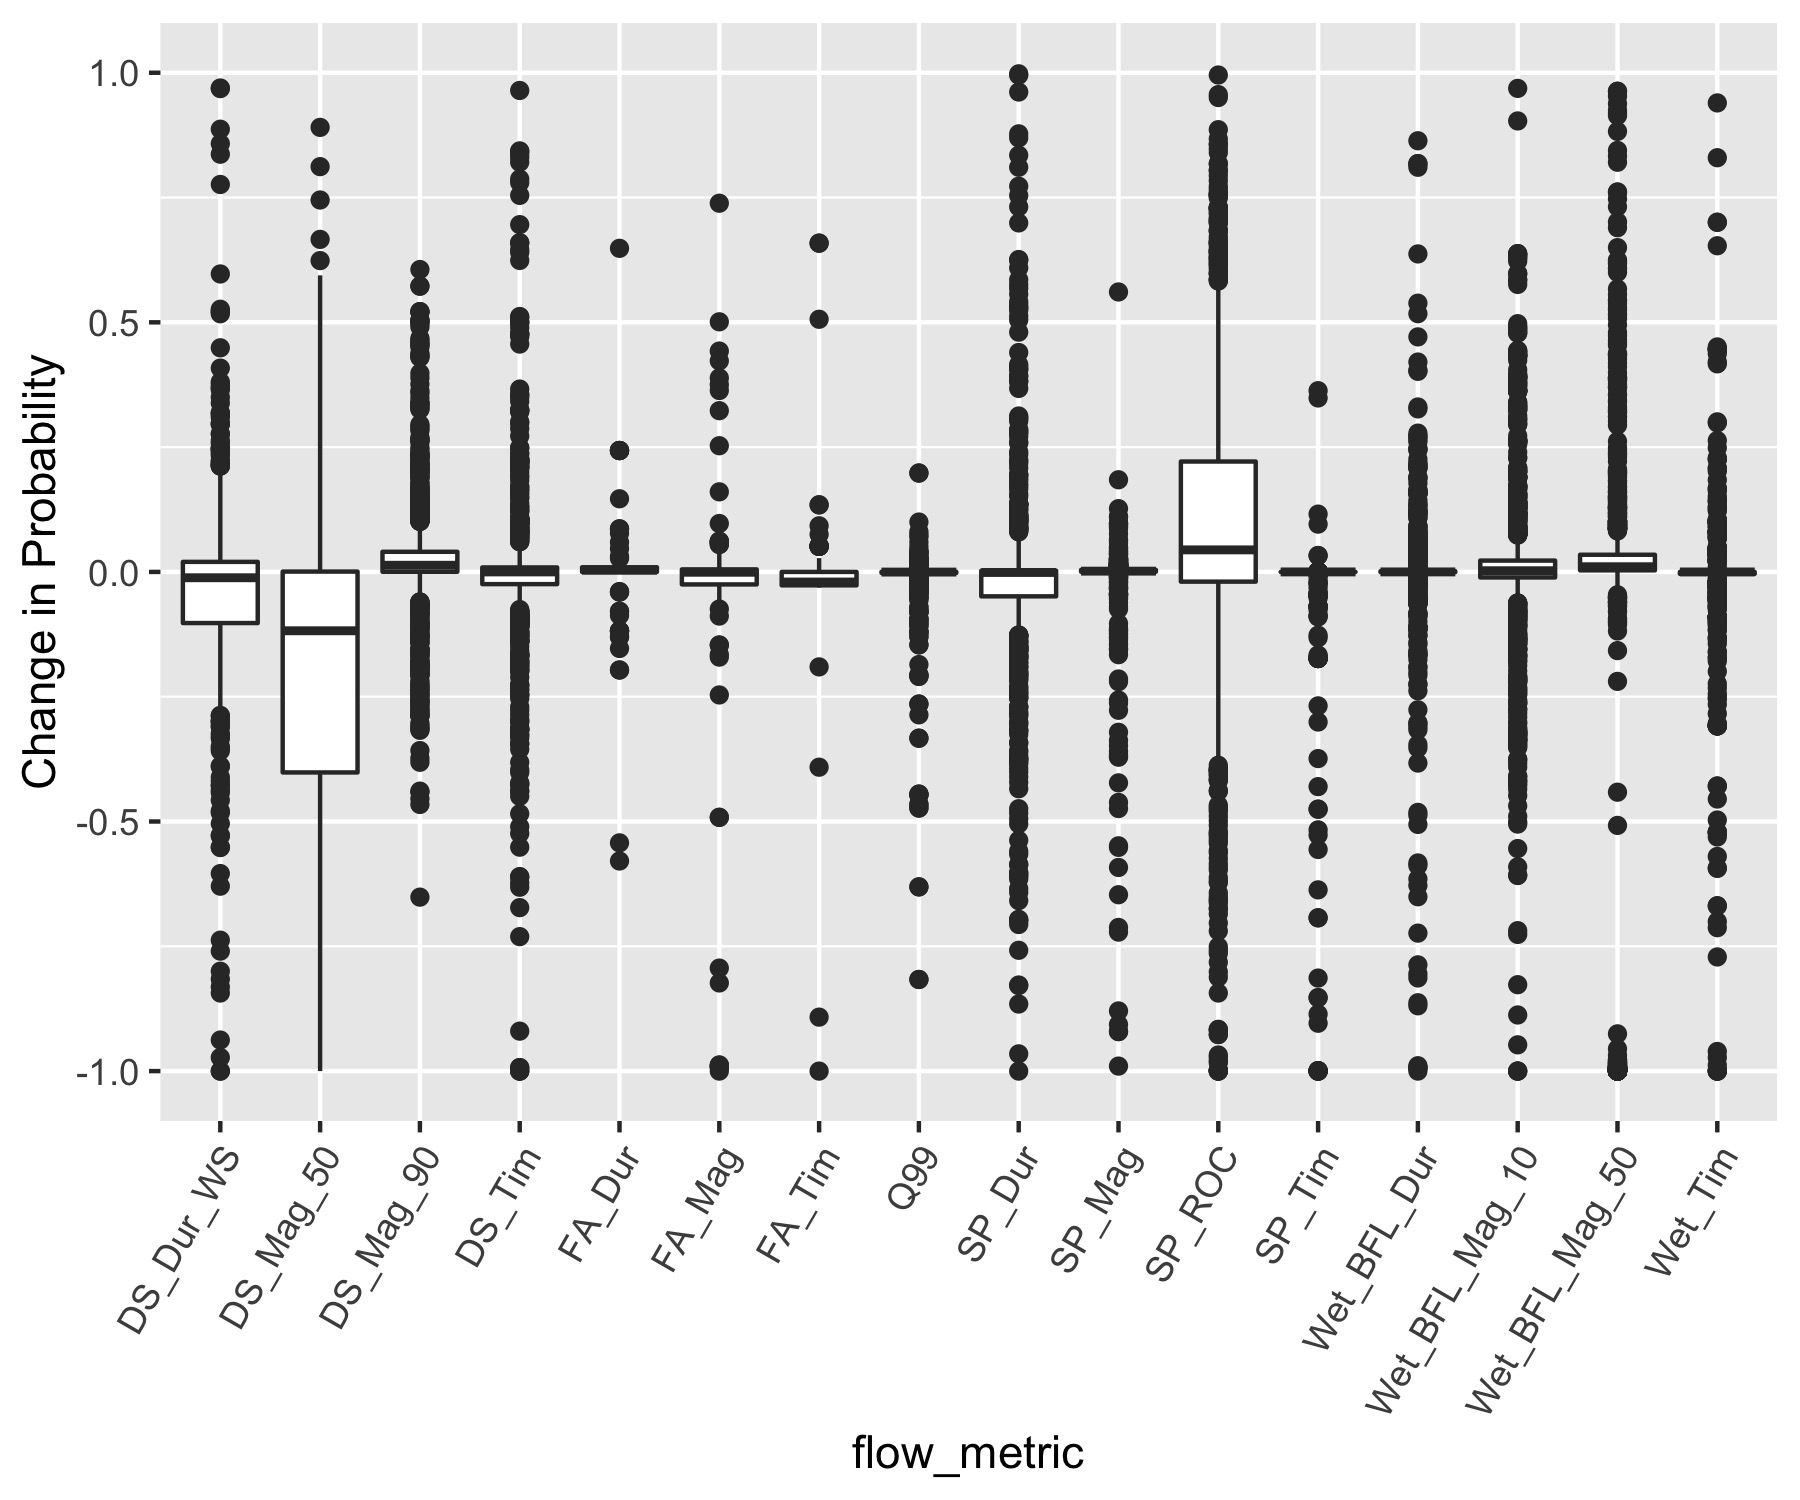 Change in Probability
1.0
0.5
0.0
-0.5
-1.0
DS_Dur_WS
DS_Mag_50
DS_Mag_90
DS_Tim
FA_Dur
FA_Mag
FA_Tim
Q99
SP_Dur
SP_Mag
SP_ROC
SP_Tim
Wet_BFL_Dur
Wet_BFL_Mag_10
Wet_BFL_Mag_50
Wet_Tim
flow_metric